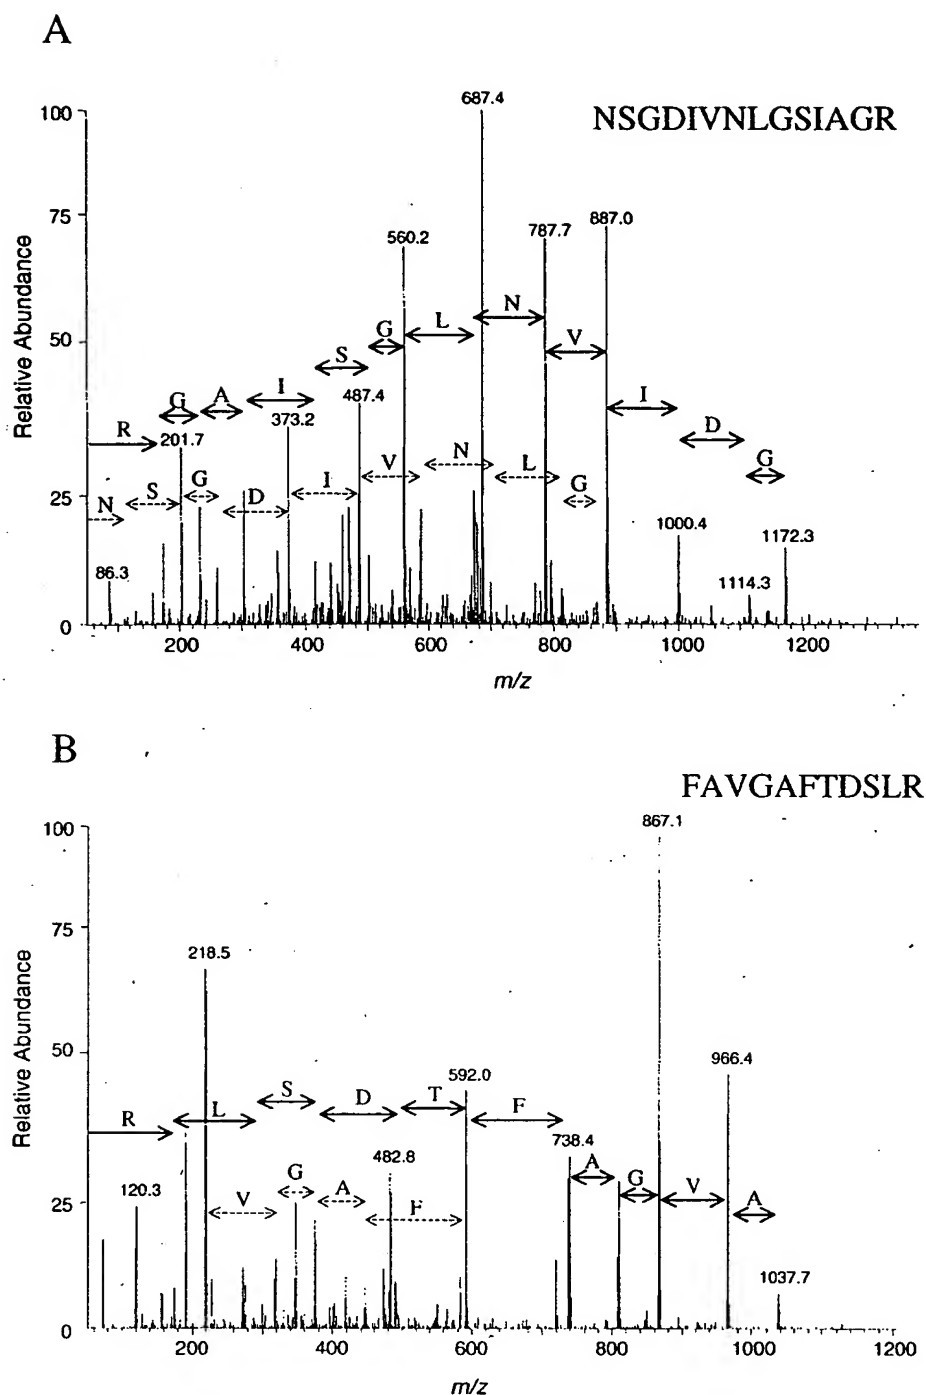 A
NSGDIVNLGSIAGR
Relative Abundance
100
75
50
25
0
687.4
560.2
787.7
887.0
N
L
G
V
S
I
A
G
R
201.7
373.2
487.4
I
D
G
N
S
G
D
I
V
N
L
G
86.3
1000.4
1114.3
1172.3
200 400 600 800 1000 1200
m/z
B
FAVGAFTDSLR
Relative Abundance
100
75
50
25
0
867.1
218.5
592.0
966.4
R
L
S
D
T
F
738.4
A
G
V
A
482.8
120.3
V
G
A
F
1037.7
200 400 600 800 1000 1200
m/z